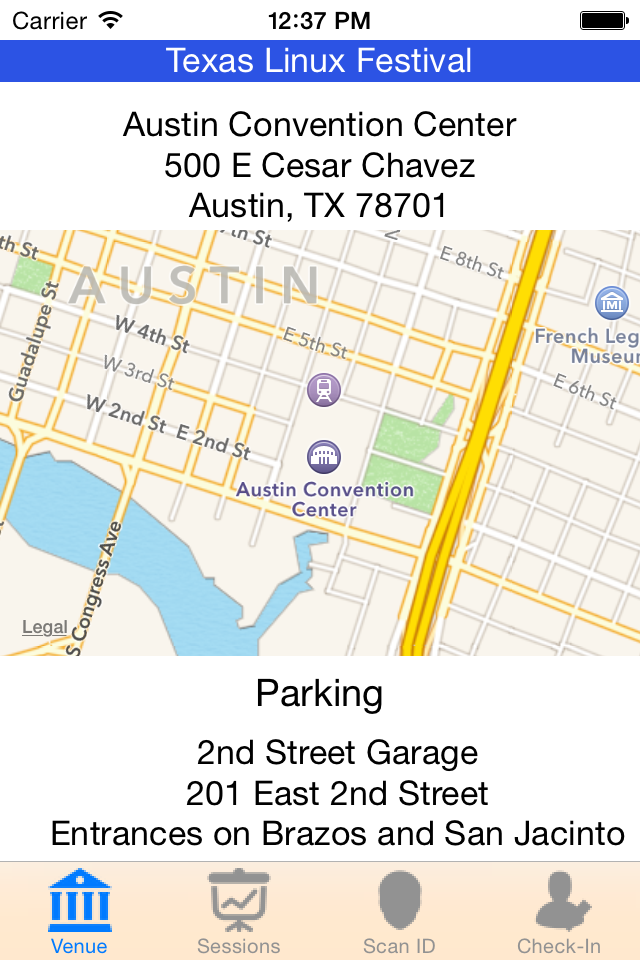 Carrier 12:37 PM
Texas Linux Festival
Austin Convention Center
500 E Cesar Chavez
Austin, TX 78701
th St
th St
E 8th St
AUSTIN
Guadalupe St
W 4th St
E 5th St
French Leg
Museum
W 3rd St
E 6th St
W 2nd St E 2nd St
Austin Convention
Center
S Congress Ave
Legal
Parking
2nd Street Garage
201 East 2nd Street
Entrances on Brazos and San Jacinto
Venue Sessions Scan ID Check-In